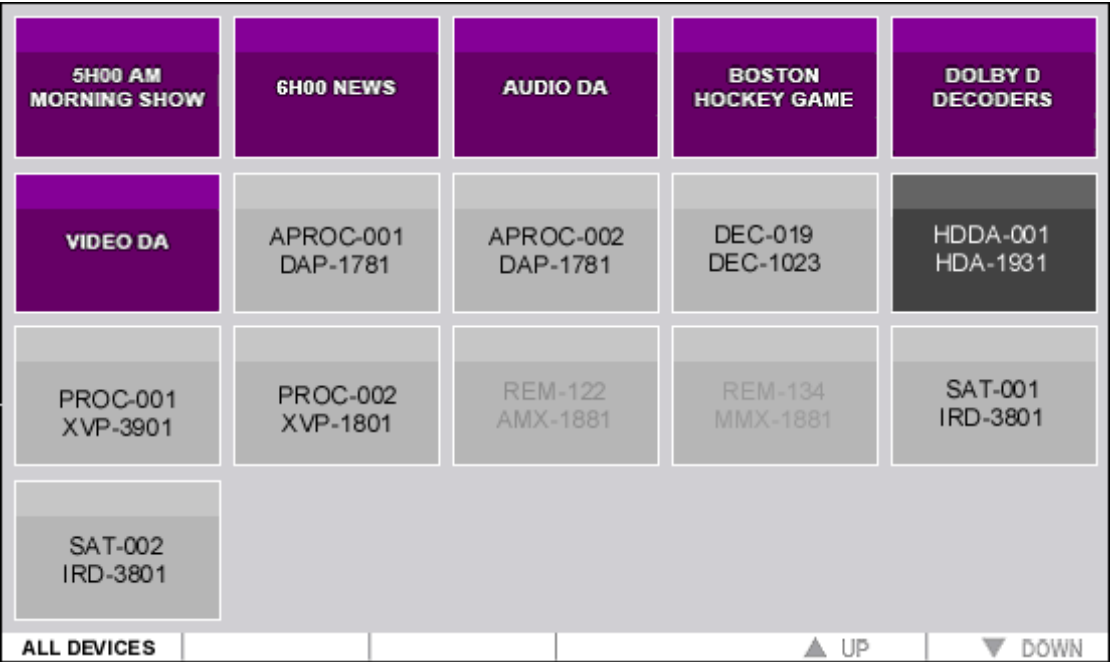 5H00 AM
MORNING SHOW
6H00 NEWS
AUDIO DA
BOSTON
HOCKEY GAME
DOLBY D
DECODERS
VIDEO DA
APROC-001
DAP-1781
APROC-002
DAP-1781
DEC-019
DEC-1023
HDDA-001
HDA-1931
PROC-001
XVP-3901
PROC-002
XVP-1801
REM-122
AMX-1881
REM-134
MMX-1881
SAT-001
IRD-3801
SAT-002
IRD-3801
ALL DEVICES
UP
DOWN